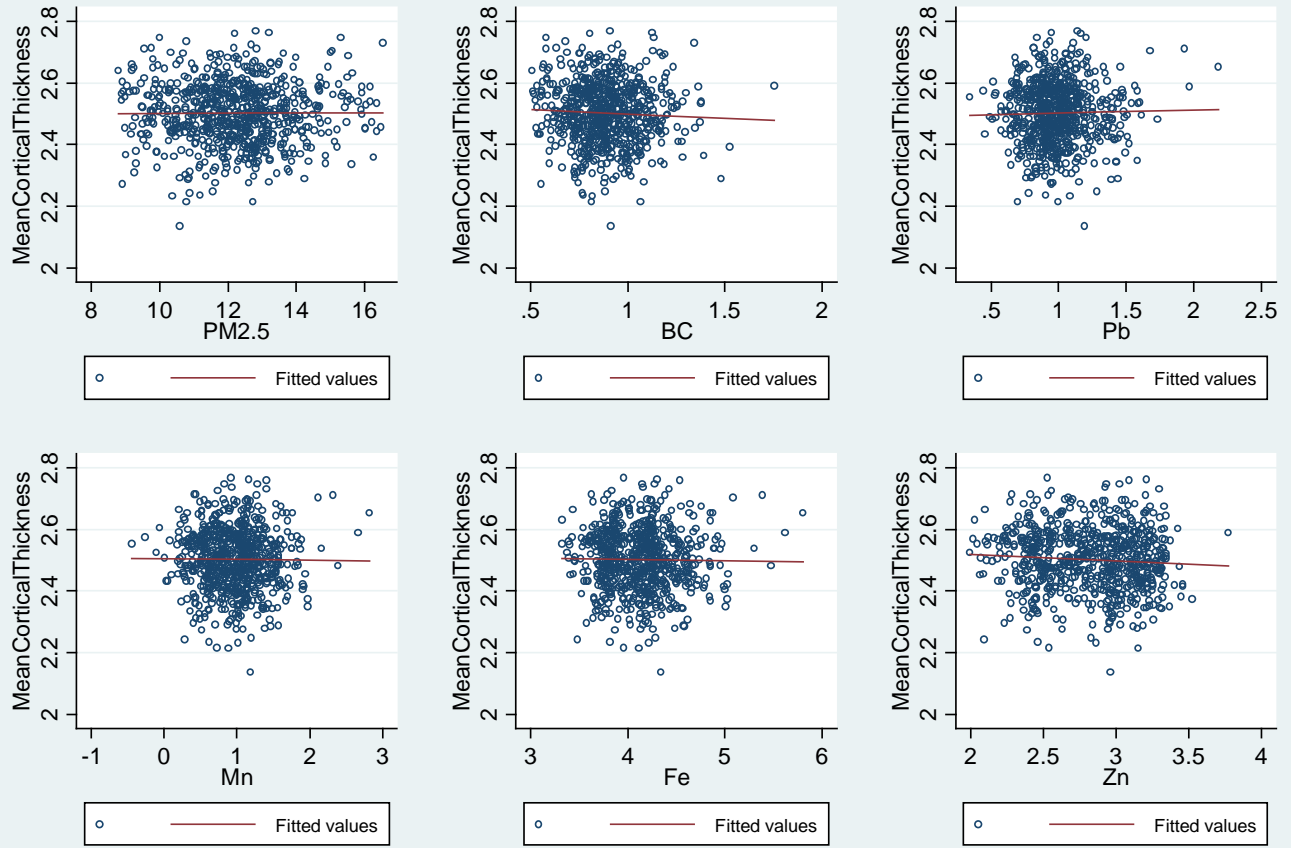 MeanCorticalThickness
2.8
2.6
2.4
2.2
2
8 10 12 14 16
PM2.5
Fitted values
MeanCorticalThickness
2.8
2.6
2.4
2.2
2
.5 1 1.5 2
BC
Fitted values
MeanCorticalThickness
2.8
2.6
2.4
2.2
2
.5 1 1.5 2 2.5
Pb
Fitted values
MeanCorticalThickness
2.8
2.6
2.4
2.2
2
-1 0 1 2 3
Mn
Fitted values
MeanCorticalThickness
2.8
2.6
2.4
2.2
2
3 4 5 6
Fe
Fitted values
MeanCorticalThickness
2.8
2.6
2.4
2.2
2
2 2.5 3 3.5 4
Zn
Fitted values